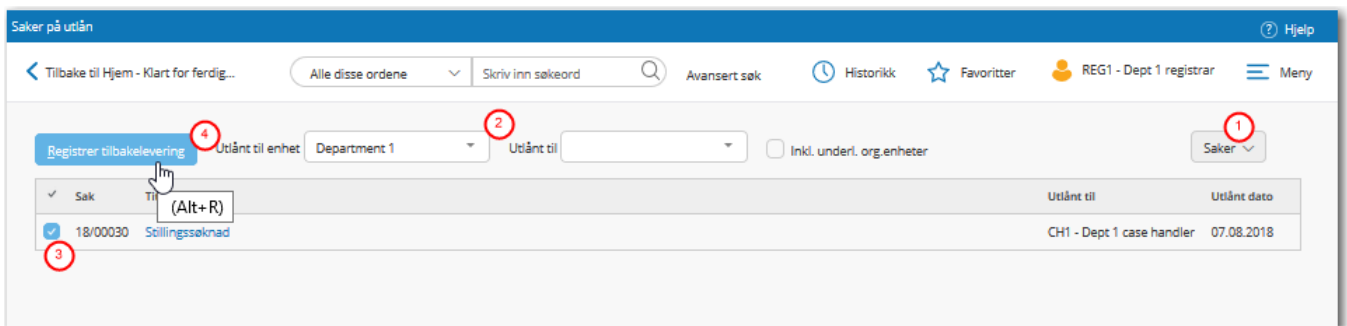 Saker på utlån
Hjelp
Tilbake til Hjem - Klart for ferdig...
Alle disse ordene
Skriv inn søkeord
Avansert søk
Historikk
Favoritter
REG1 - Dept 1 registrar
Meny
Registrer tilbakelevering
4
Utlånt til enhet
Department 1
2
Utlånt til
Inkl. underl. org.enheter
1
Saker
(Alt+R)
Sak
Utlånt til
Utlånt dato
18/00030
Stillingssøknad
CH1 - Dept 1 case handler
07.08.2018
3